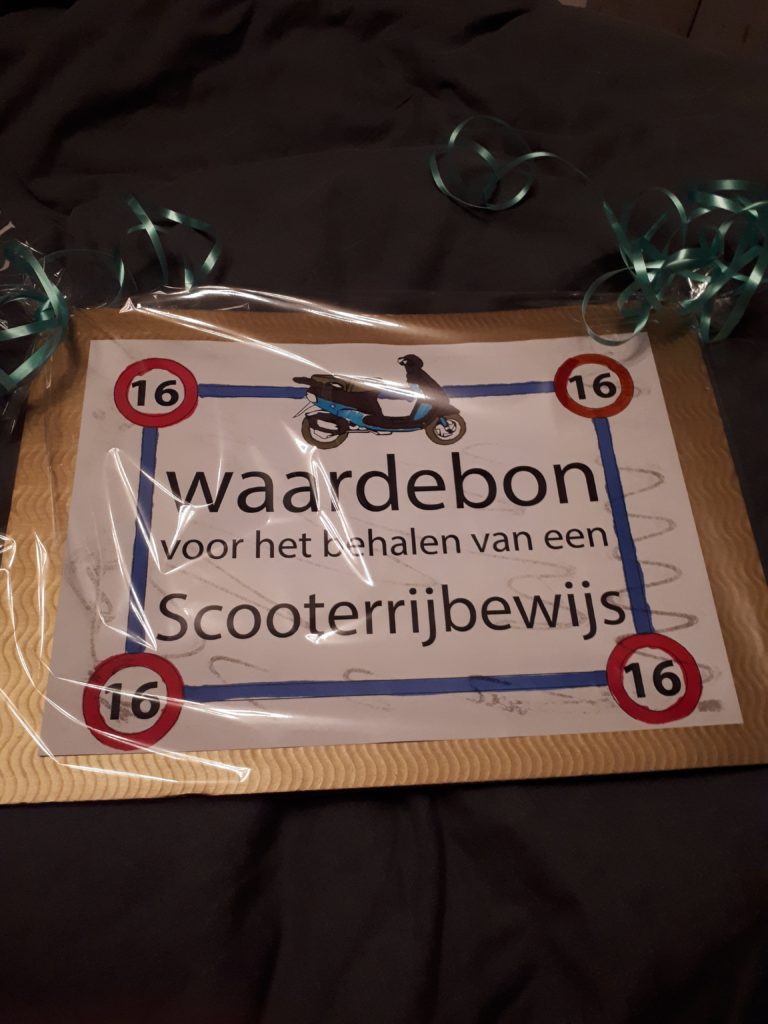 16
16
waardebon
voor het behalen van een
Scooterrijbewijs
16
16